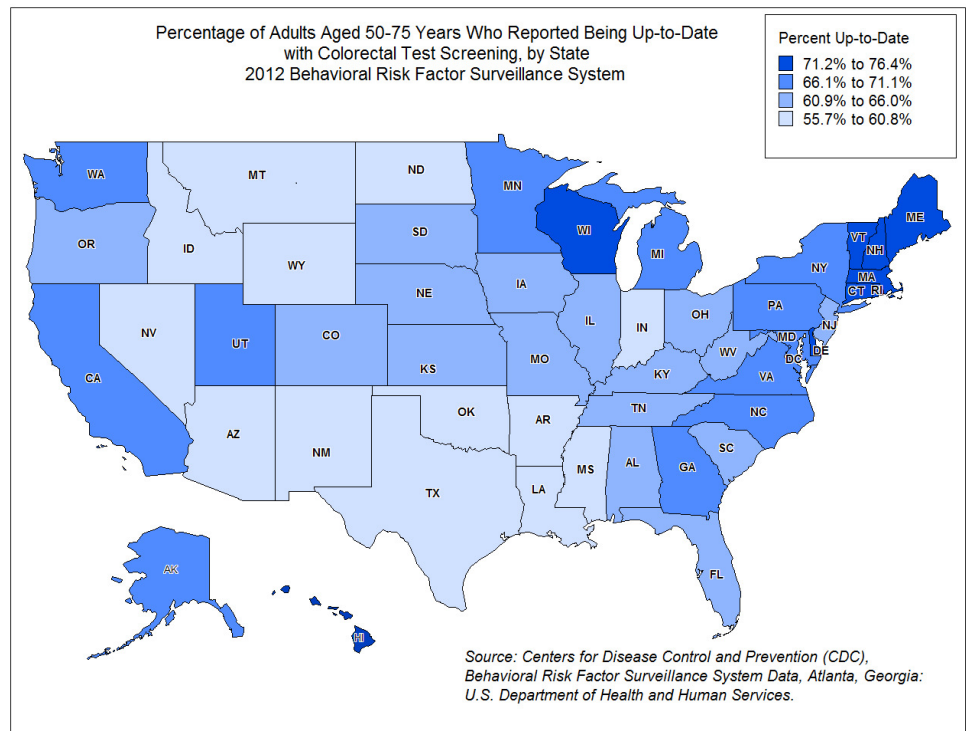 Percentage of Adults Aged 50-75 Years Who Reported Being Up-to-Date
with Colorectal Test Screening, by State
2012 Behavioral Risk Factor Surveillance System
Percent Up-to-Date
71.2% to 76.4%
66.1% to 71.1%
60.9% to 66.0%
55.7% to 60.8%
WA
MT
ND
MN
OR
ID
WY
SD
WI
MI
NY
VT
NH
ME
MA
CT
RI
NV
UT
CO
NE
IA
IL
IN
OH
PA
NJ
MD
DC
DE
CA
KS
MO
KY
WV
VA
AZ
NM
OK
AR
TN
NC
SC
TX
LA
MS
AL
GA
FL
AK
HI
Source: Centers for Disease Control and Prevention (CDC),
Behavioral Risk Factor Surveillance System Data, Atlanta, Georgia:
U.S. Department of Health and Human Services.